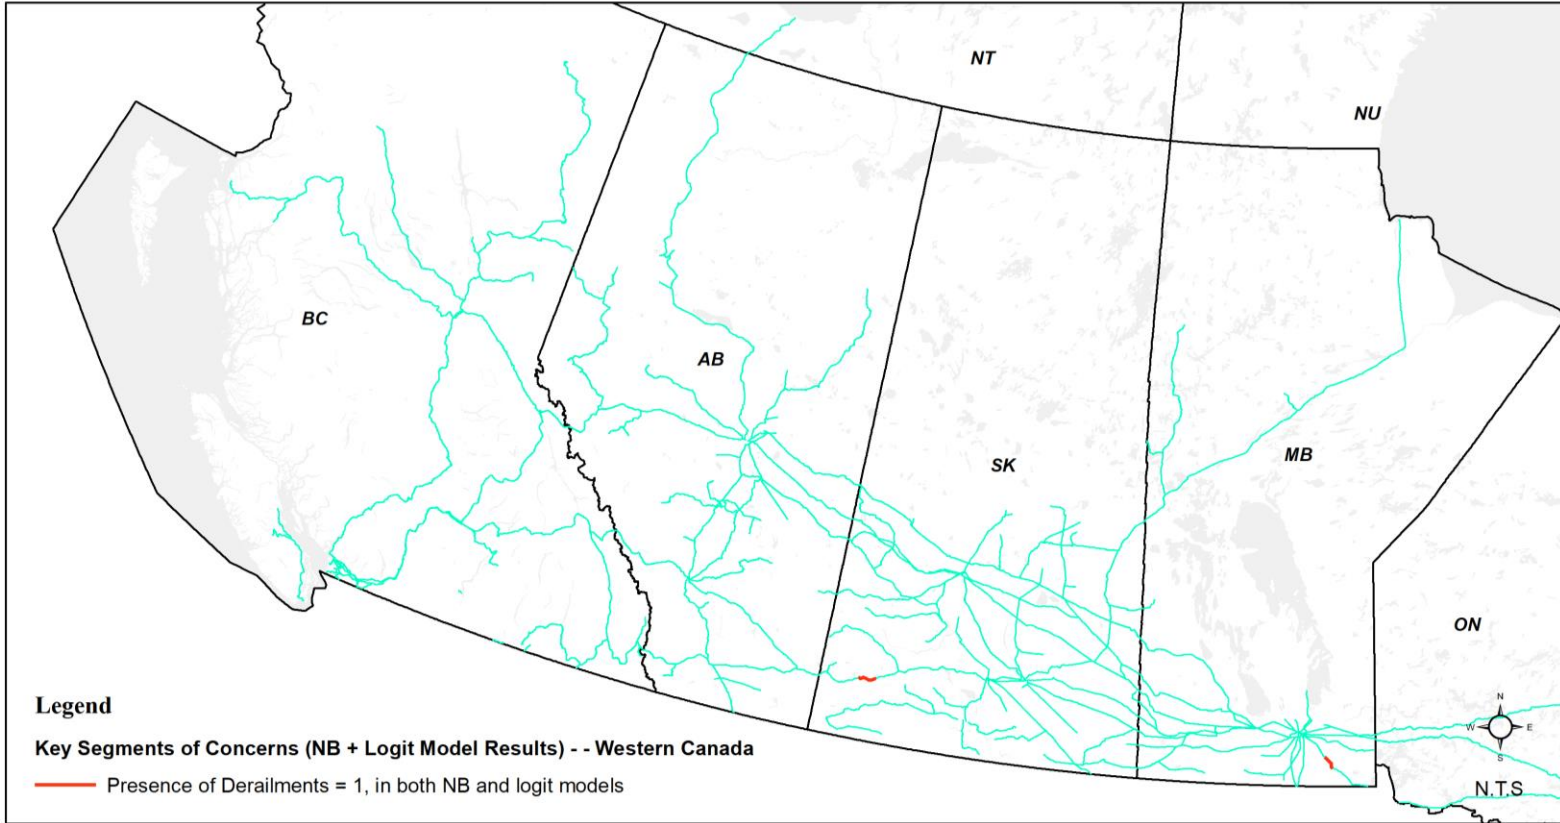 NT
NU
BC
AB
SK
MB
ON
Legend
Key Segments of Concerns (NB + Logit Model Results) - - Western Canada
Presence of Derailments = 1, in both NB and logit models
N
W
E
S
N.T.S